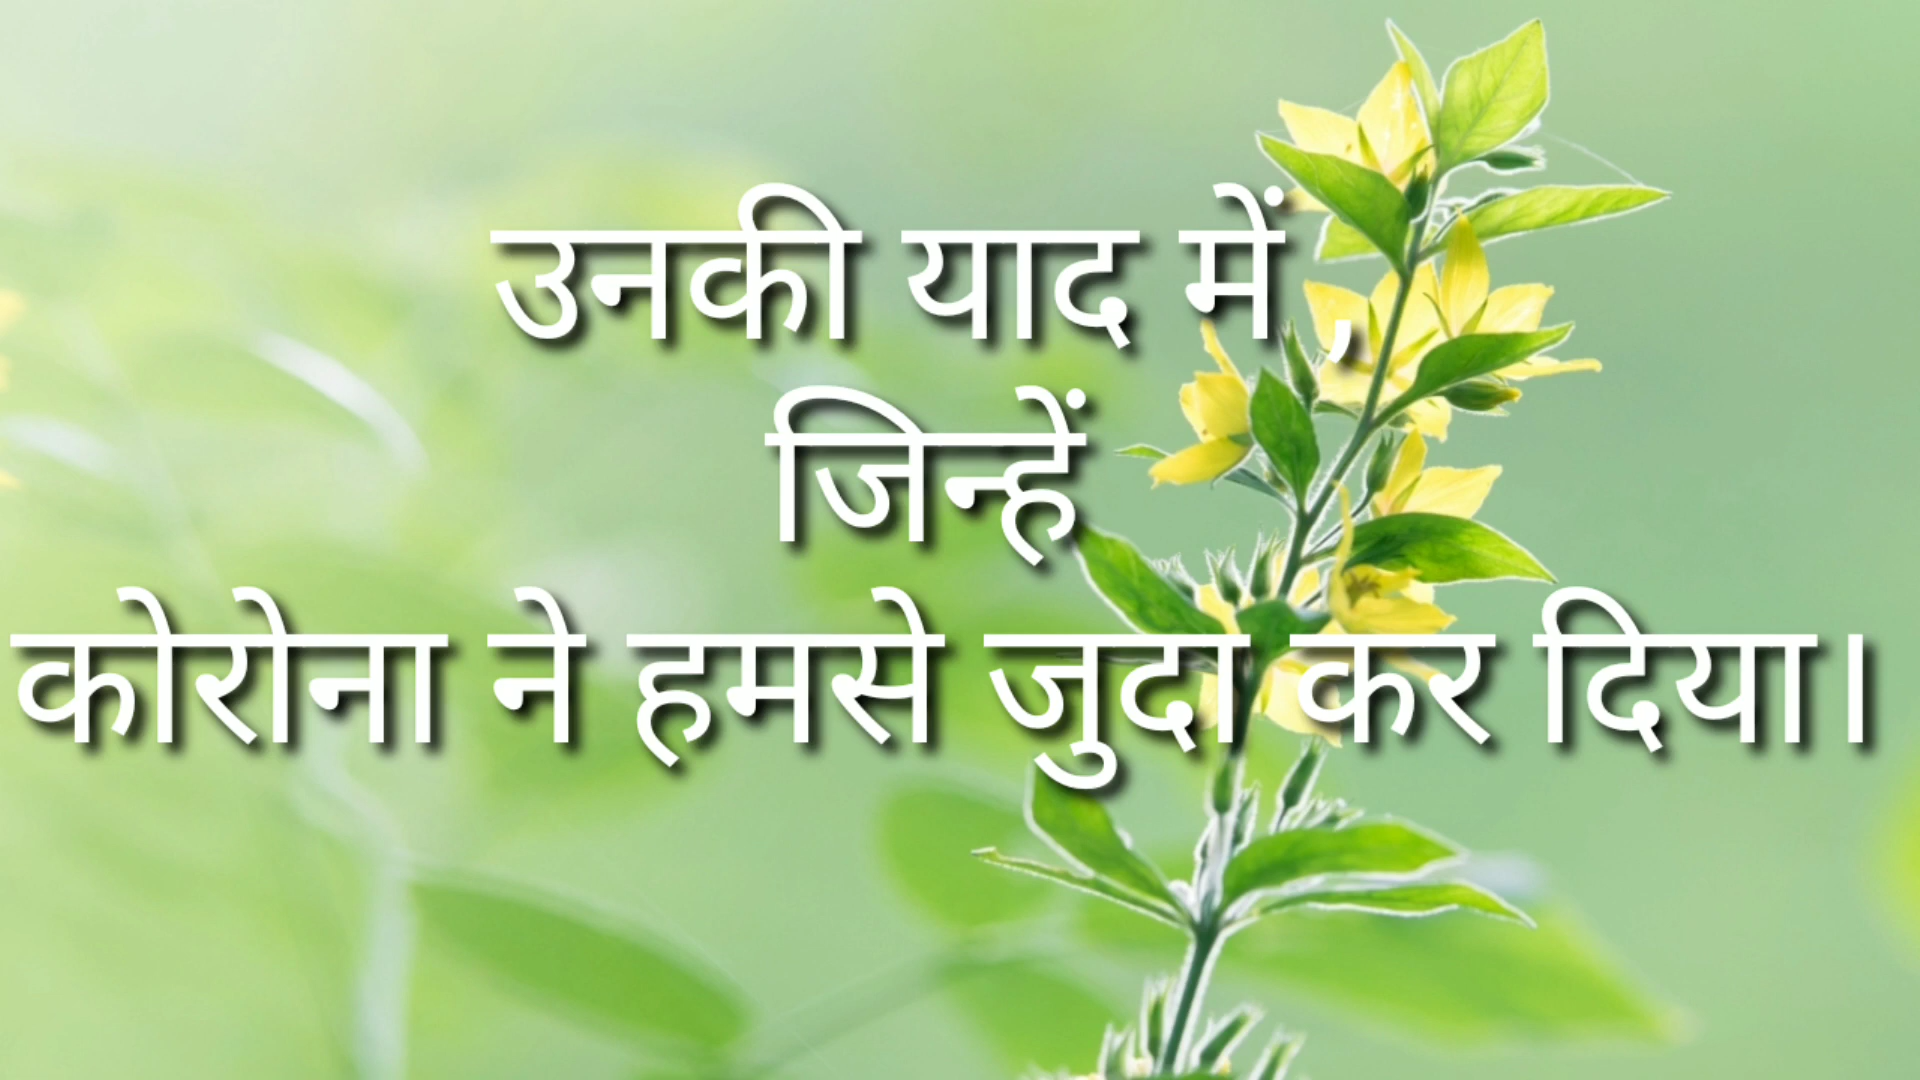 उनकी याद में ,
जिन्हें
कोरोना ने हमसे जुदा कर दिया।